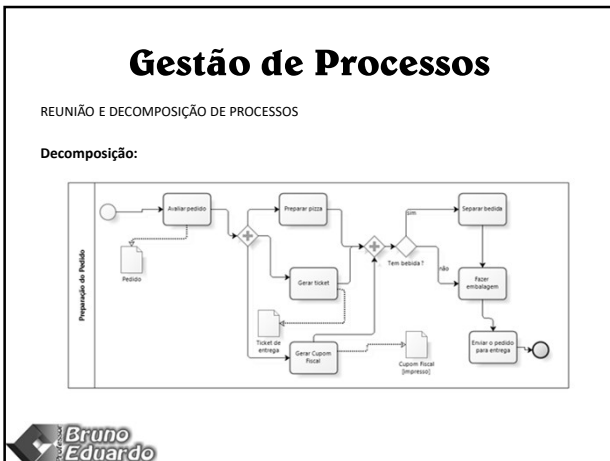 Gestão de Processos
REUNIÃO E DECOMPOSIÇÃO DE PROCESSOS
Decomposição:
Preparação do Pedido
Avaliar pedido
Pedido
Preparar pizza
Gerar ticket
Ticket de
entrega
Gerar Cupom
Fiscal
Cupom Fiscal
[impresso]
Tem bebida ?
sim
não
Separar bedida
Fazer
embalagem
Enviar o pedido
para entrega
Professor
Bruno
Eduardo